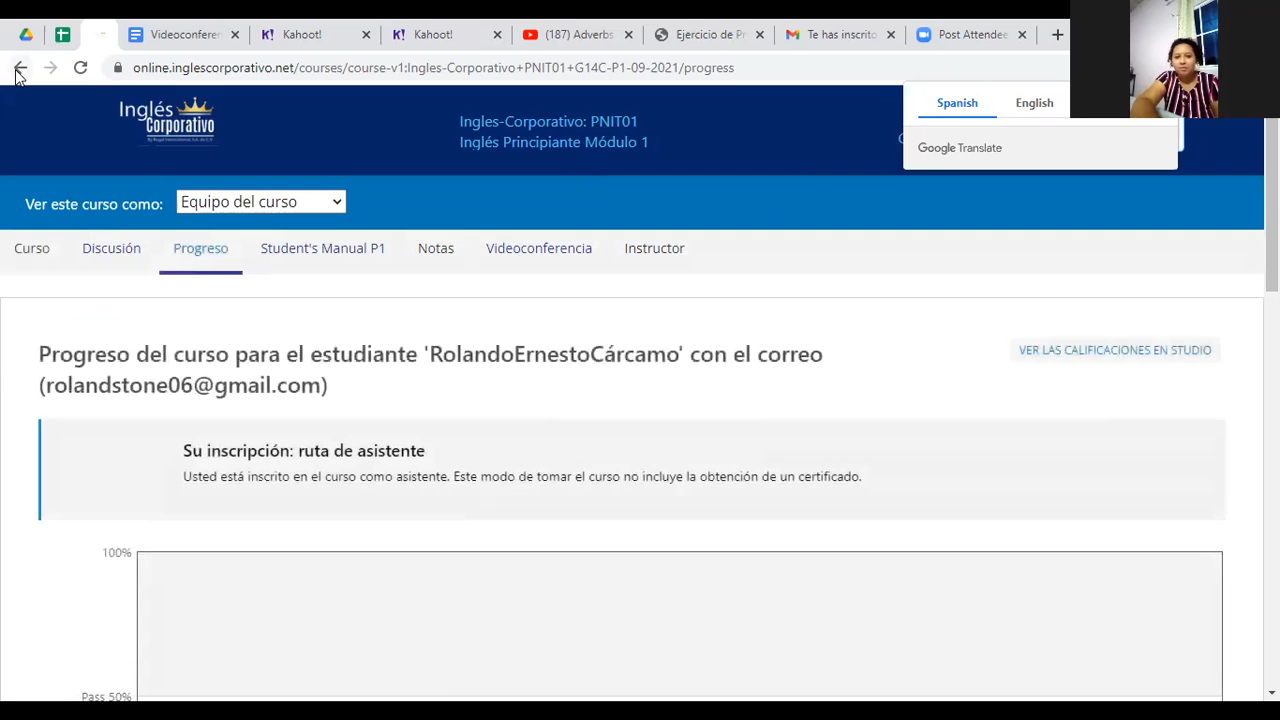 Videoconfere
Kahoot!
Kahoot!
(187) Adverbs
Ejercicio de P
Te has inscrito
Post Attendee
online.inglescorporativo.net/courses/course-v1:Ingles-Corporativo+PNIT01+G14C-P1-09-2021/progress
Spanish
English
Google Translate
Inglés
Corporativo
Ingles-Corporativo: PNIT01
Inglés Principiante Módulo 1
Ver este curso como:
Equipo del curso
Curso
Discusión
Progreso
Student's Manual P1
Notas
Videoconferencia
Instructor
Progreso del curso para el estudiante 'RolandoErnestoCárcamo' con el correo
(rolandstone06@gmail.com)
VER LAS CALIFICACIONES EN STUDIO
Su inscripción: ruta de asistente
Usted está inscrito en el curso como asistente. Este modo de tomar el curso no incluye la obtención de un certificado.
100%
Pass 50%